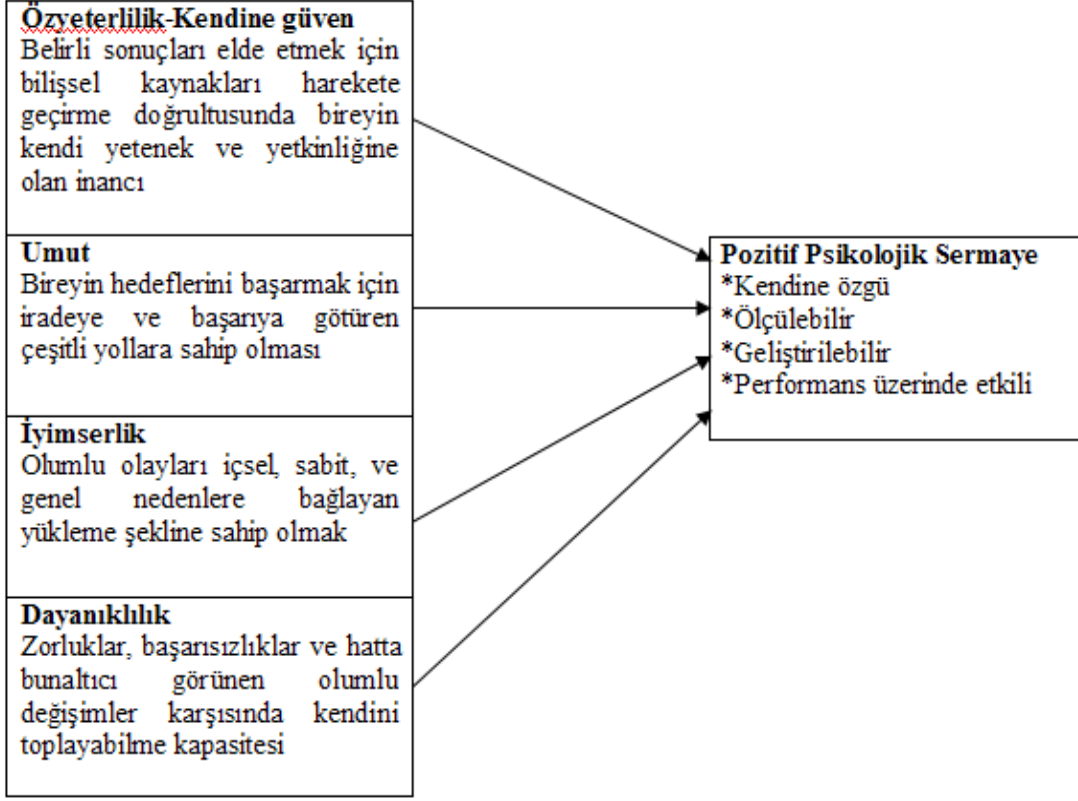 Özyeterlilik-Kendine güven
Belirli sonuçları elde etmek için
bilişsel kaynakları harekete
geçirme doğrultusunda bireyin
kendi yetenek ve yetkinliğine
olan inancı
Umut
Bireyin hedeflerini başarmak için
iradeye ve başarıya götüren
çeşitli yollara sahip olması
İyimserlik
Olumlu olayları içsel, sabit, ve
genel nedenlere bağlayan
yükleme şekline sahip olmak
Dayanıklılık
Zorluklar, başarısızlıklar ve hatta
bunaltıcı görünen olumlu
değişimler karşısında kendini
toplayabilme kapasitesi
Pozitif Psikolojik Sermaye
*Kendine özgü
*Ölçülebilir
*Geliştirilebilir
*Performans üzerinde etkili